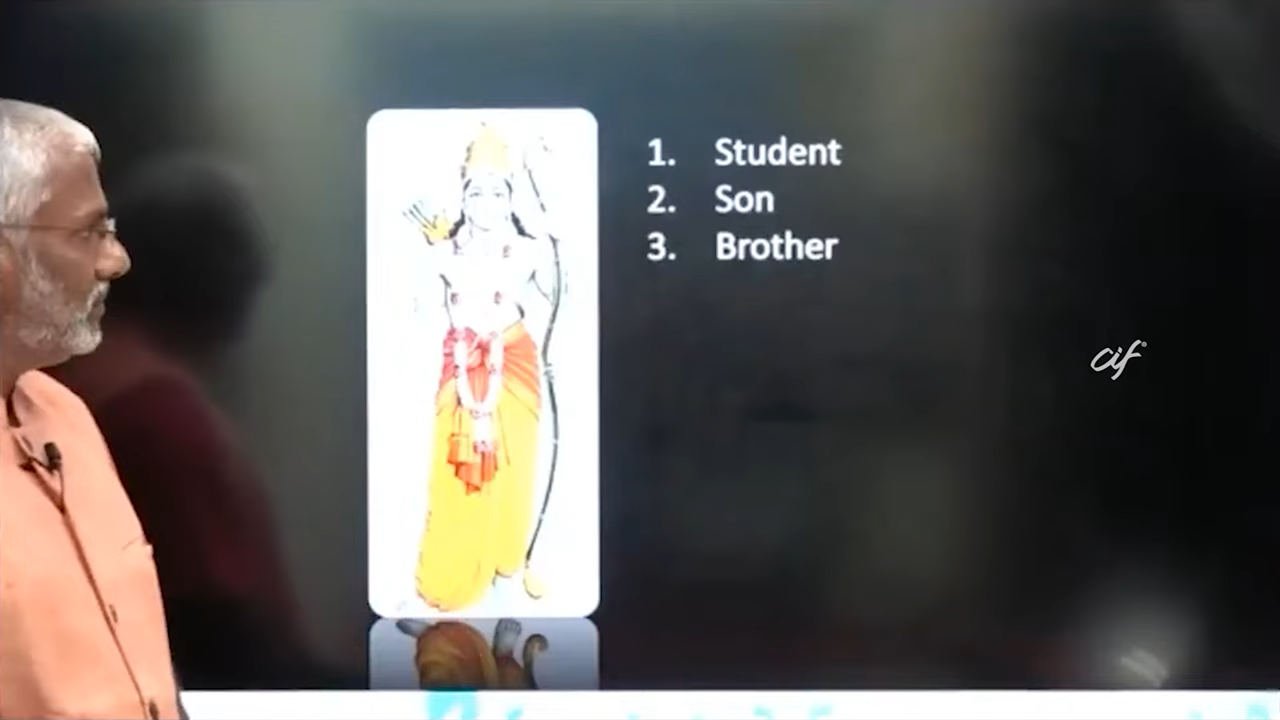 1. Student
2. Son
3. Brother
cif